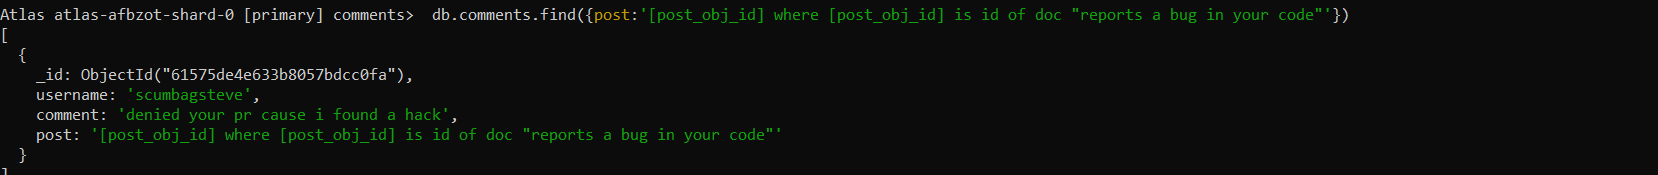 Atlas atlas-afbzot-shard-0 [primary] comments>  db.comments.find({post:'[post_obj_id] where [post_obj_id] is id of doc "reports a bug in your code"'})
[
  {
    _id: ObjectId("61575de4e633b8057bdcc0fa"),
    username: 'scumbagsteve',
    comment: 'denied your pr cause i found a hack',
    post: '[post_obj_id] where [post_obj_id] is id of doc "reports a bug in your code"'
  }
]